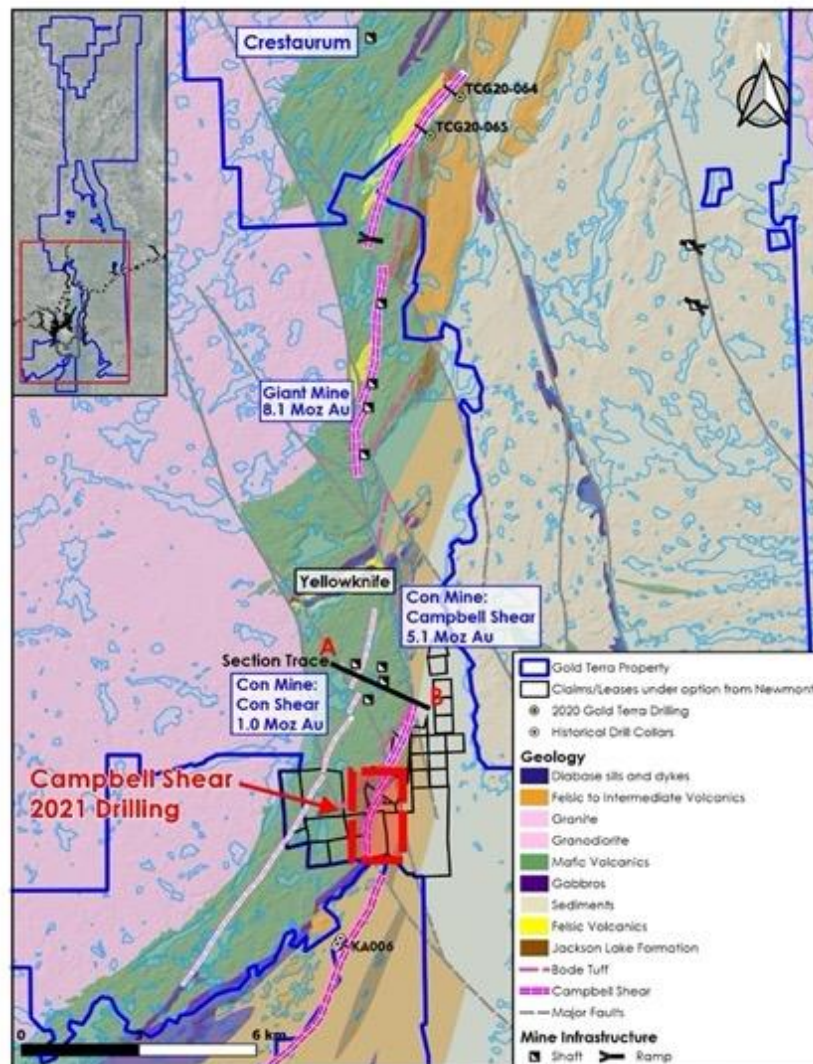 Crestaurum
N
TCG20-064
TCG20-065
Giant Mine
8.1 Moz Au
Yellowknife
Con Mine:
Campbell Shear
5.1 Moz Au
A
Section Trace
B
Con Mine:
Con Shear
1.0 Moz Au
Campbell Shear
2021 Drilling
KA006
0
6 km
Gold Terra Property
Claims/Leases under option from Newmont
2020 Gold Terra Drilling
Historical Drill Collars
Geology
Diabase sills and dykes
Felsic to Intermediate Volcanics
Granite
Granodiorite
Mafic Volcanics
Gabbros
Sediments
Felsic Volcanics
Jackson Lake Formation
Bode Tuff
Campbell Shear
Major Faults
Mine Infrastructure
Shaft
Ramp